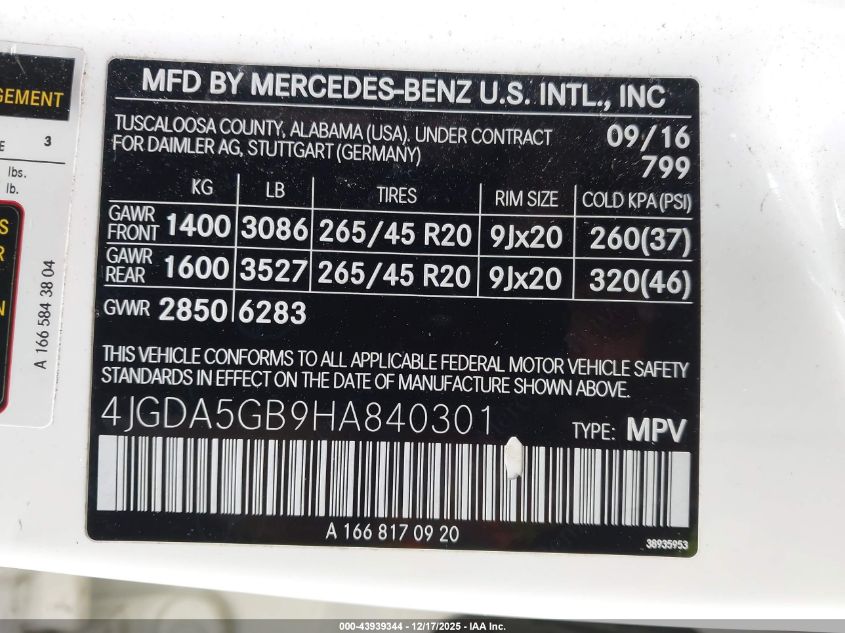 GEMENT
3
lbs.
lb.
A 166 584 38 04
MFD BY MERCEDES-BENZ U.S. INTL., INC
TUSCALOOSA COUNTY, ALABAMA (USA). UNDER CONTRACT
FOR DAIMLER AG, STUTTGART (GERMANY)
09/16
799
KG LB TIRES RIM SIZE COLD KPA (PSI)
GAWR FRONT 1400 3086 265/45 R20 9Jx20 260(37)
GAWR REAR 1600 3527 265/45 R20 9Jx20 320(46)
GVWR 2850 6283
THIS VEHICLE CONFORMS TO ALL APPLICABLE FEDERAL MOTOR VEHICLE SAFETY
STANDARDS IN EFFECT ON THE DATE OF MANUFACTURE SHOWN ABOVE.
4JGDA5GB9HA840301 TYPE: MPV
A 166 817 09 20
38935953
000-43939344 - 12/17/2025 - IAA Inc.